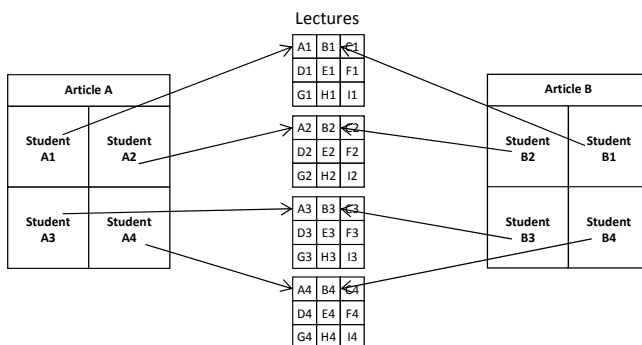 Lectures
A1 B1 C1
D1 E1 F1
G1 H1 I1
Article A
Student
A1
Student
A2
Student
A3
Student
A4
A2 B2 C2
D2 E2 F2
G2 H2 I2
A3 B3 C3
D3 E3 F3
G3 H3 I3
A4 B4 C4
D4 E4 F4
G4 H4 I4
Article B
Student
B2
Student
B1
Student
B3
Student
B4